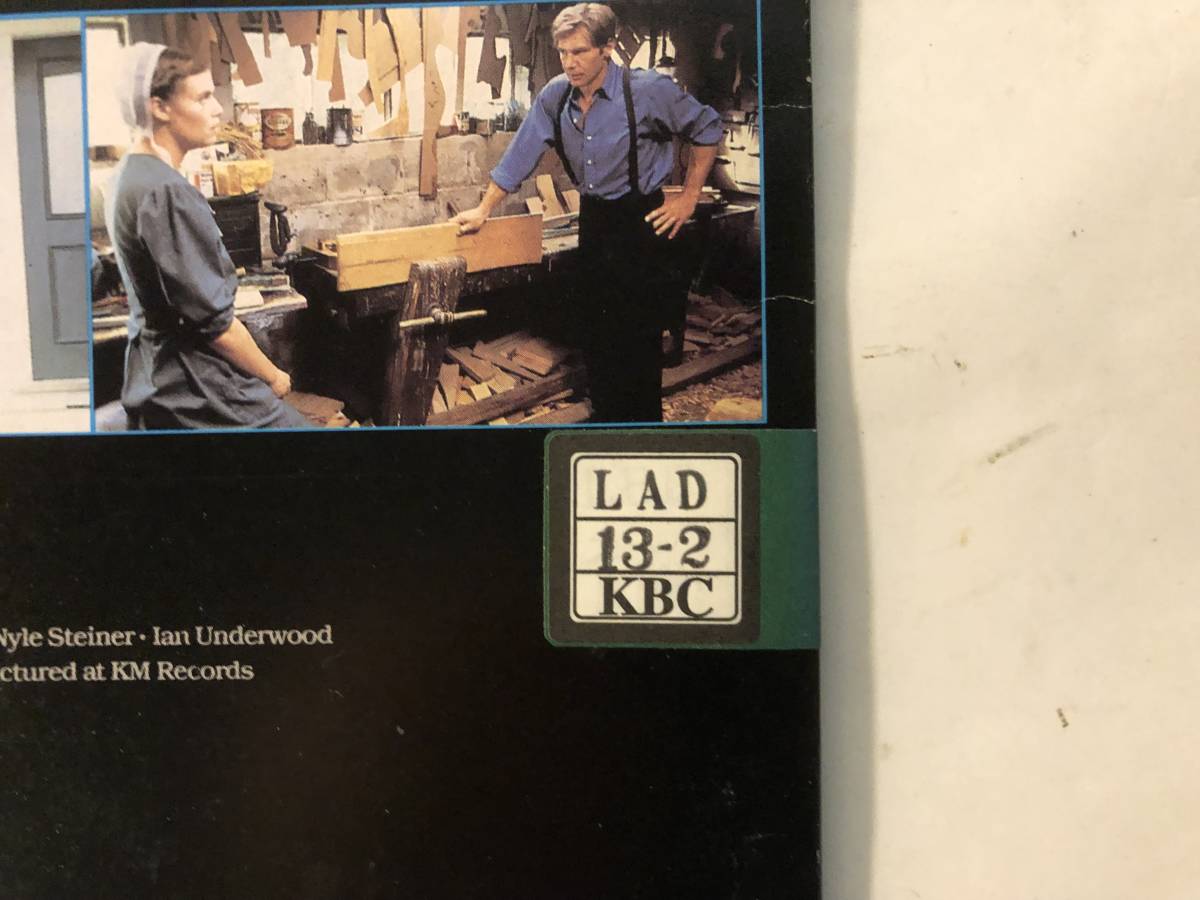 LAD
13-2
KBC
Nyle Steiner · Ian Underwood
ctured at KM Records